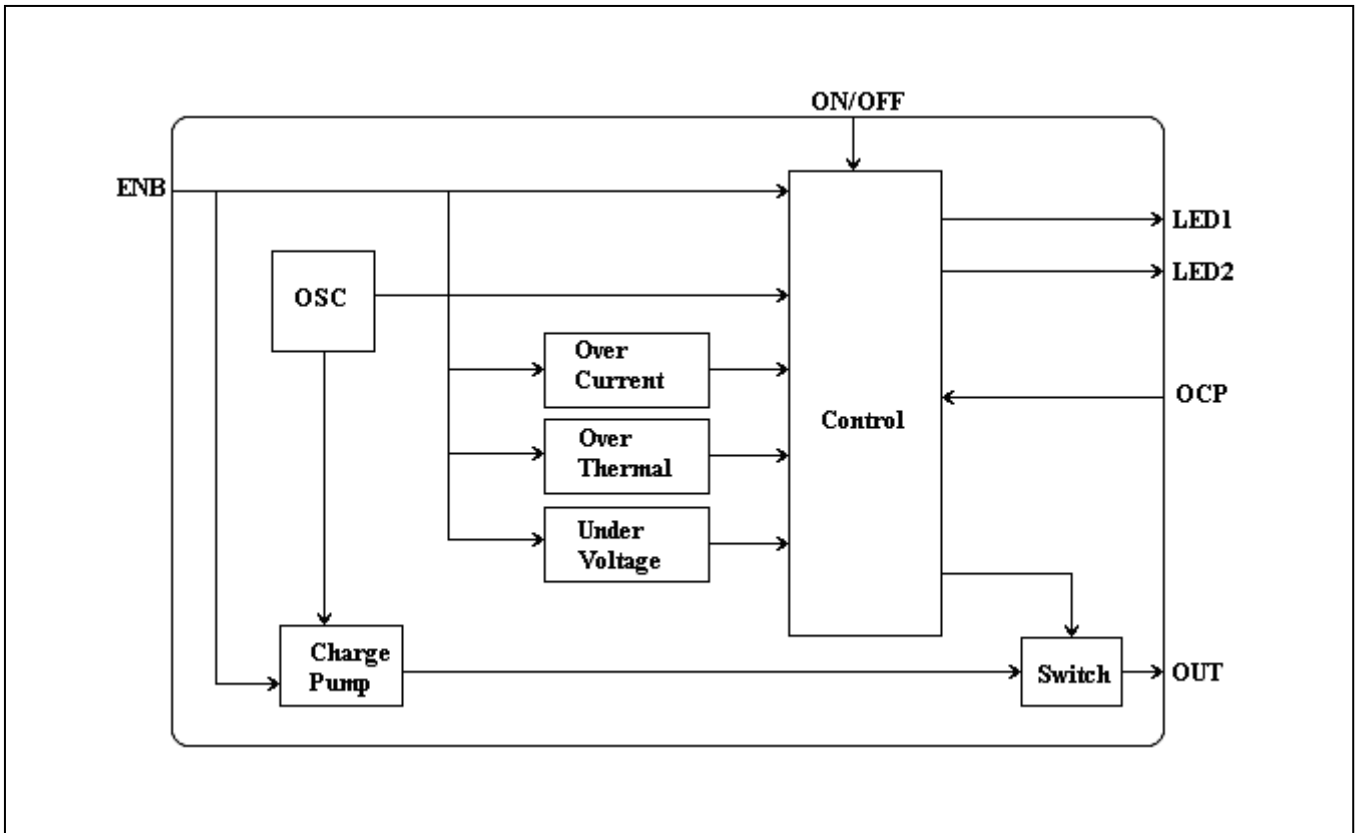 ON/OFF
ENB
LED1
OSC
LED2
Over
Current
OCP
Control
Over
Thermal
Under
Voltage
Charge
Pump
Switch
OUT